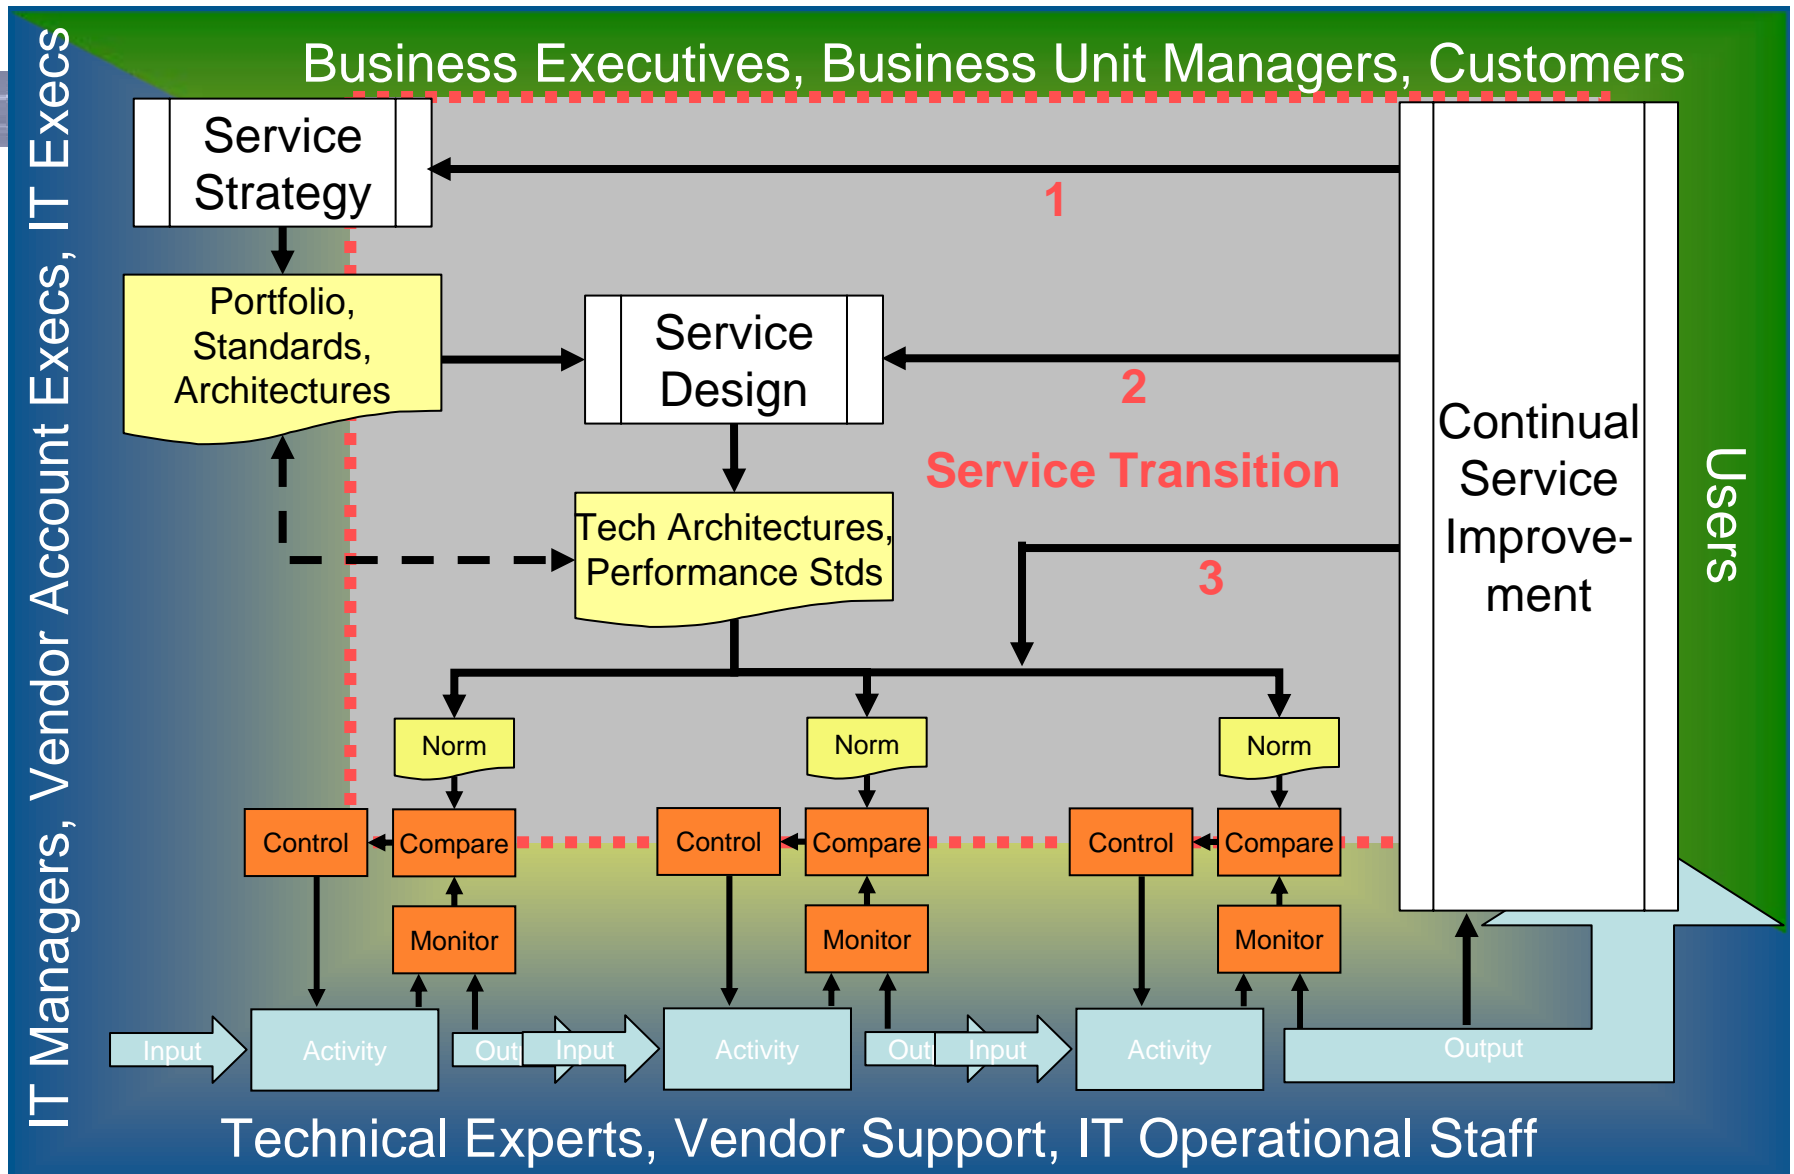 Business Executives, Business Unit Managers, Customers
IT Managers, Vendor Account Execs, IT Execs
Service
Strategy
1
Portfolio,
Standards,
Architectures
Service
Design
2
Continual
Service
Improve-
ment
Users
Service Transition
Tech Architectures,
Performance Stds
3
Norm
Norm
Norm
Control
Compare
Control
Compare
Control
Compare
Monitor
Monitor
Monitor
Input
Activity
Out
Input
Activity
Out
Input
Activity
Output
Technical Experts, Vendor Support, IT Operational Staff